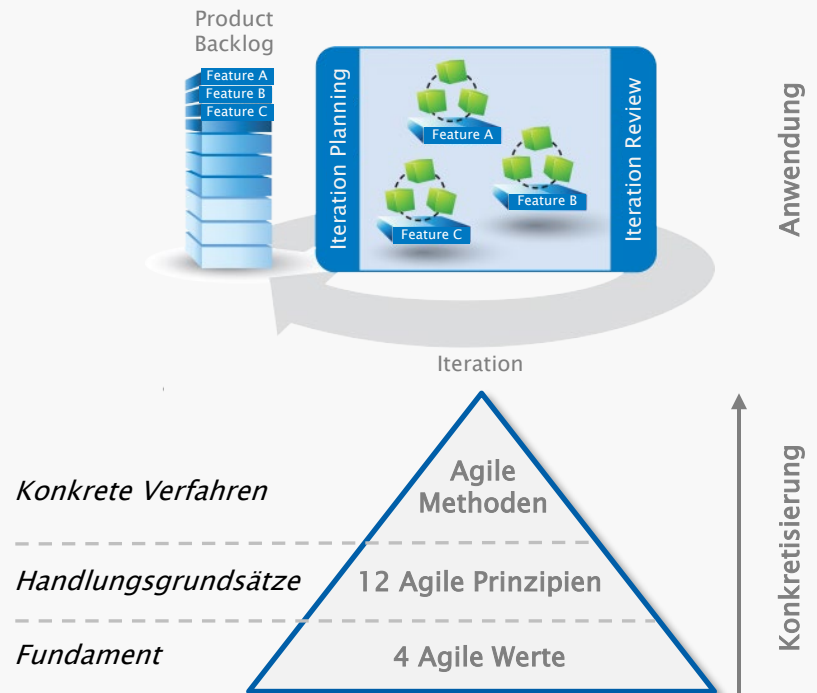 Product
Backlog
Feature A
Feature B
Feature C
Iteration Planning
Feature A
Feature B
Feature C
Iteration Review
Anwendung
Iteration
Konkrete Verfahren
Agile
Methoden
Handlungsgrundsätze
12 Agile Prinzipien
Fundament
4 Agile Werte
Konkretisierung